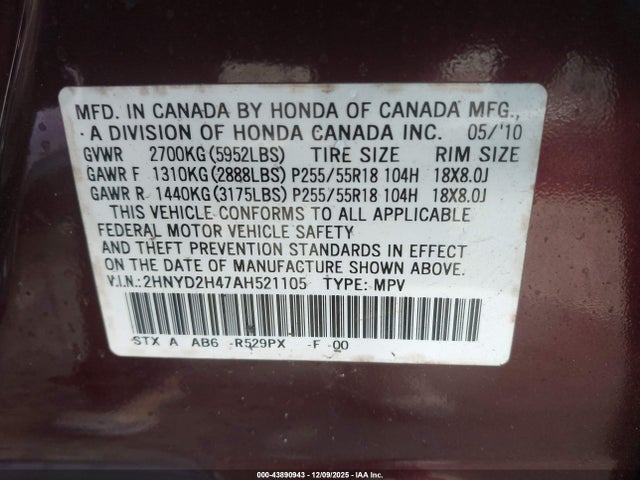 MFD. IN CANADA BY HONDA OF CANADA MFG.,
A DIVISION OF HONDA CANADA INC. 05/'10
GVWR 2700KG(5952LBS) TIRE SIZE RIM SIZE
GAWR F 1310KG(2888LBS) P255/55R18 104H 18X8.0J
GAWR R 1440KG(3175LBS) P255/55R18 104H 18X8.0J
THIS VEHICLE CONFORMS TO ALL APPLICABLE
FEDERAL MOTOR VEHICLE SAFETY
AND THEFT PREVENTION STANDARDS IN EFFECT
ON THE DATE OF MANUFACTURE SHOWN ABOVE.
V.I.N.:2HNYD2H47AH521105 TYPE: MPV
STX A AB6 -R529PX -F-00
000-43890943 - 12/09/2025 - IAA Inc.